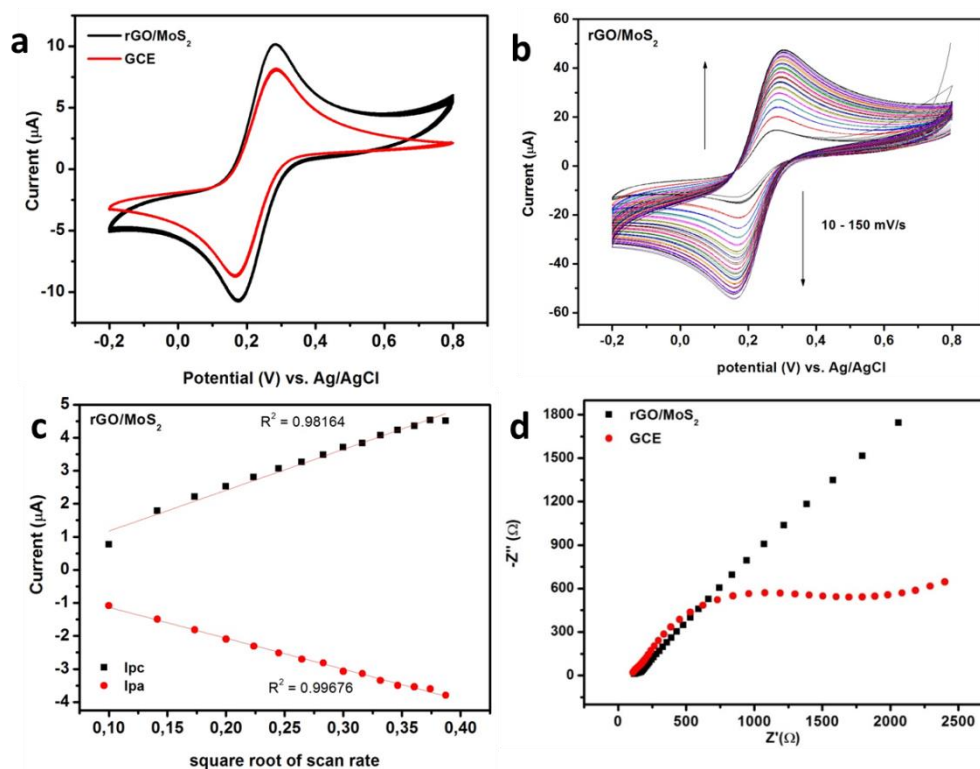 a
rGO/MoS₂
GCE
10
5
0
-5
-10
Current (µA)
-0,2 0,0 0,2 0,4 0,6 0,8
Potential (V) vs. Ag/AgCl
b
rGO/MoS₂
60
40
20
0
-20
-40
-60
Current (µA)
10 - 150 mV/s
-0,2 0,0 0,2 0,4 0,6 0,8
potential (V) vs. Ag/AgCl
c
rGO/MoS₂
R² = 0.98164
5
4
3
2
1
0
-1
-2
-3
-4
Current (µA)
Ipc
Ipa
R² = 0.99676
0,10 0,15 0,20 0,25 0,30 0,35 0,40
square root of scan rate
d
rGO/MoS₂
GCE
-1800
1500
1200
900
600
300
0
-Z'' (Ω)
0 500 1000 1500 2000 2500
Z'(Ω)